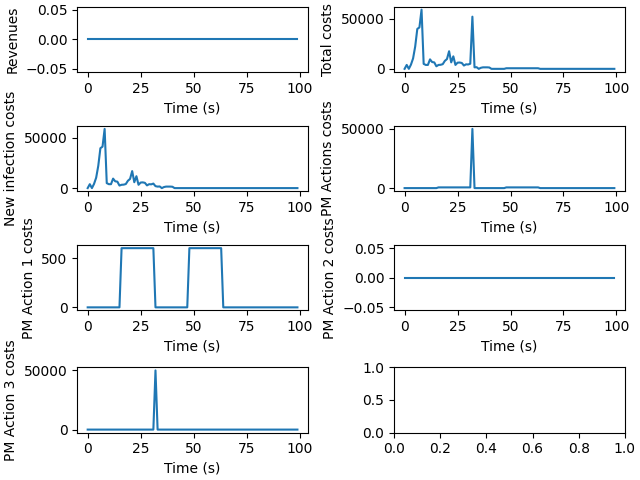 Revenues
0.05
0.00
−0.05
0 25 50 75 100
Time (s)
Total costs
50000
0
0 25 50 75 100
Time (s)
New infection costs
50000
0
0 25 50 75 100
Time (s)
PM Actions costs
50000
0
0 25 50 75 100
Time (s)
PM Action 1 costs
500
0
0 25 50 75 100
Time (s)
PM Action 2 costs
0.05
0.00
−0.05
0 25 50 75 100
Time (s)
PM Action 3 costs
50000
0
0 25 50 75 100
Time (s)
1.0
0.5
0.0
0.0 0.2 0.4 0.6 0.8 1.0